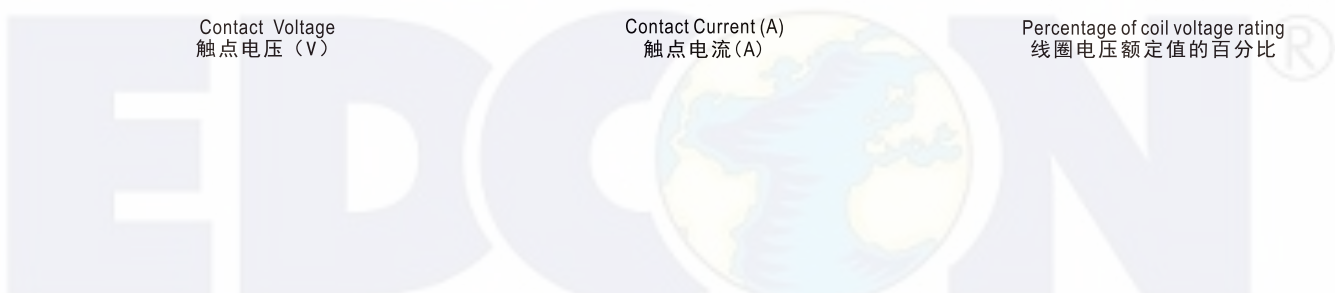 Contact Voltage
触点电压（V）
Contact Current (A)
触点电流(A)
Percentage of coil voltage rating
线圈电压额定值的百分比
EDCON®